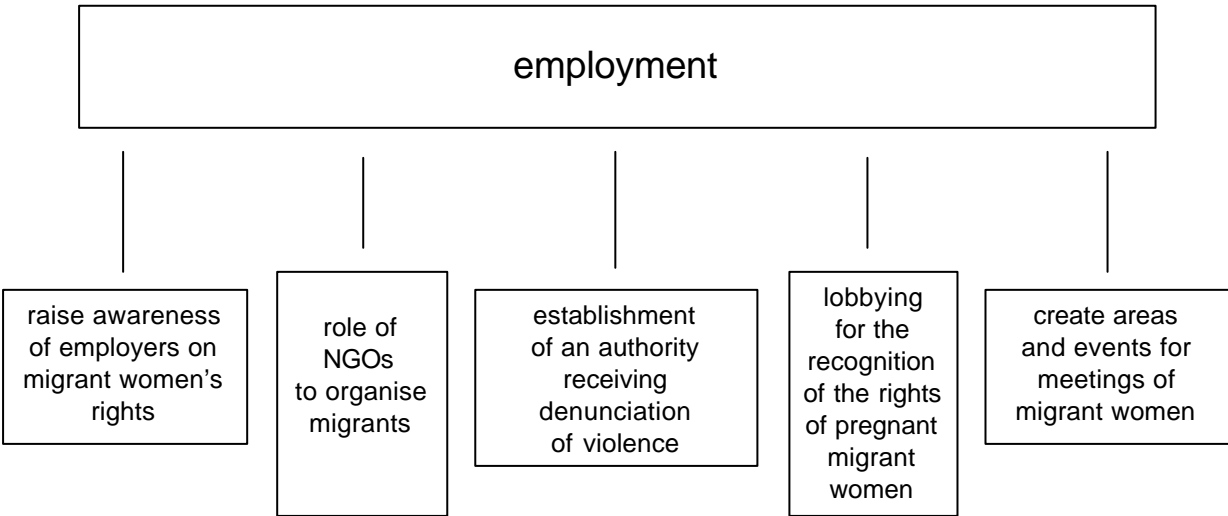 employment
raise awareness
of employers on
migrant women's
rights
role of
NGOs
to organise
migrants
establishment
of an authority
receiving
denunciation
of violence
lobbying
for the
recognition
of the rights
of pregnant
migrant
women
create areas
and events for
meetings of
migrant women